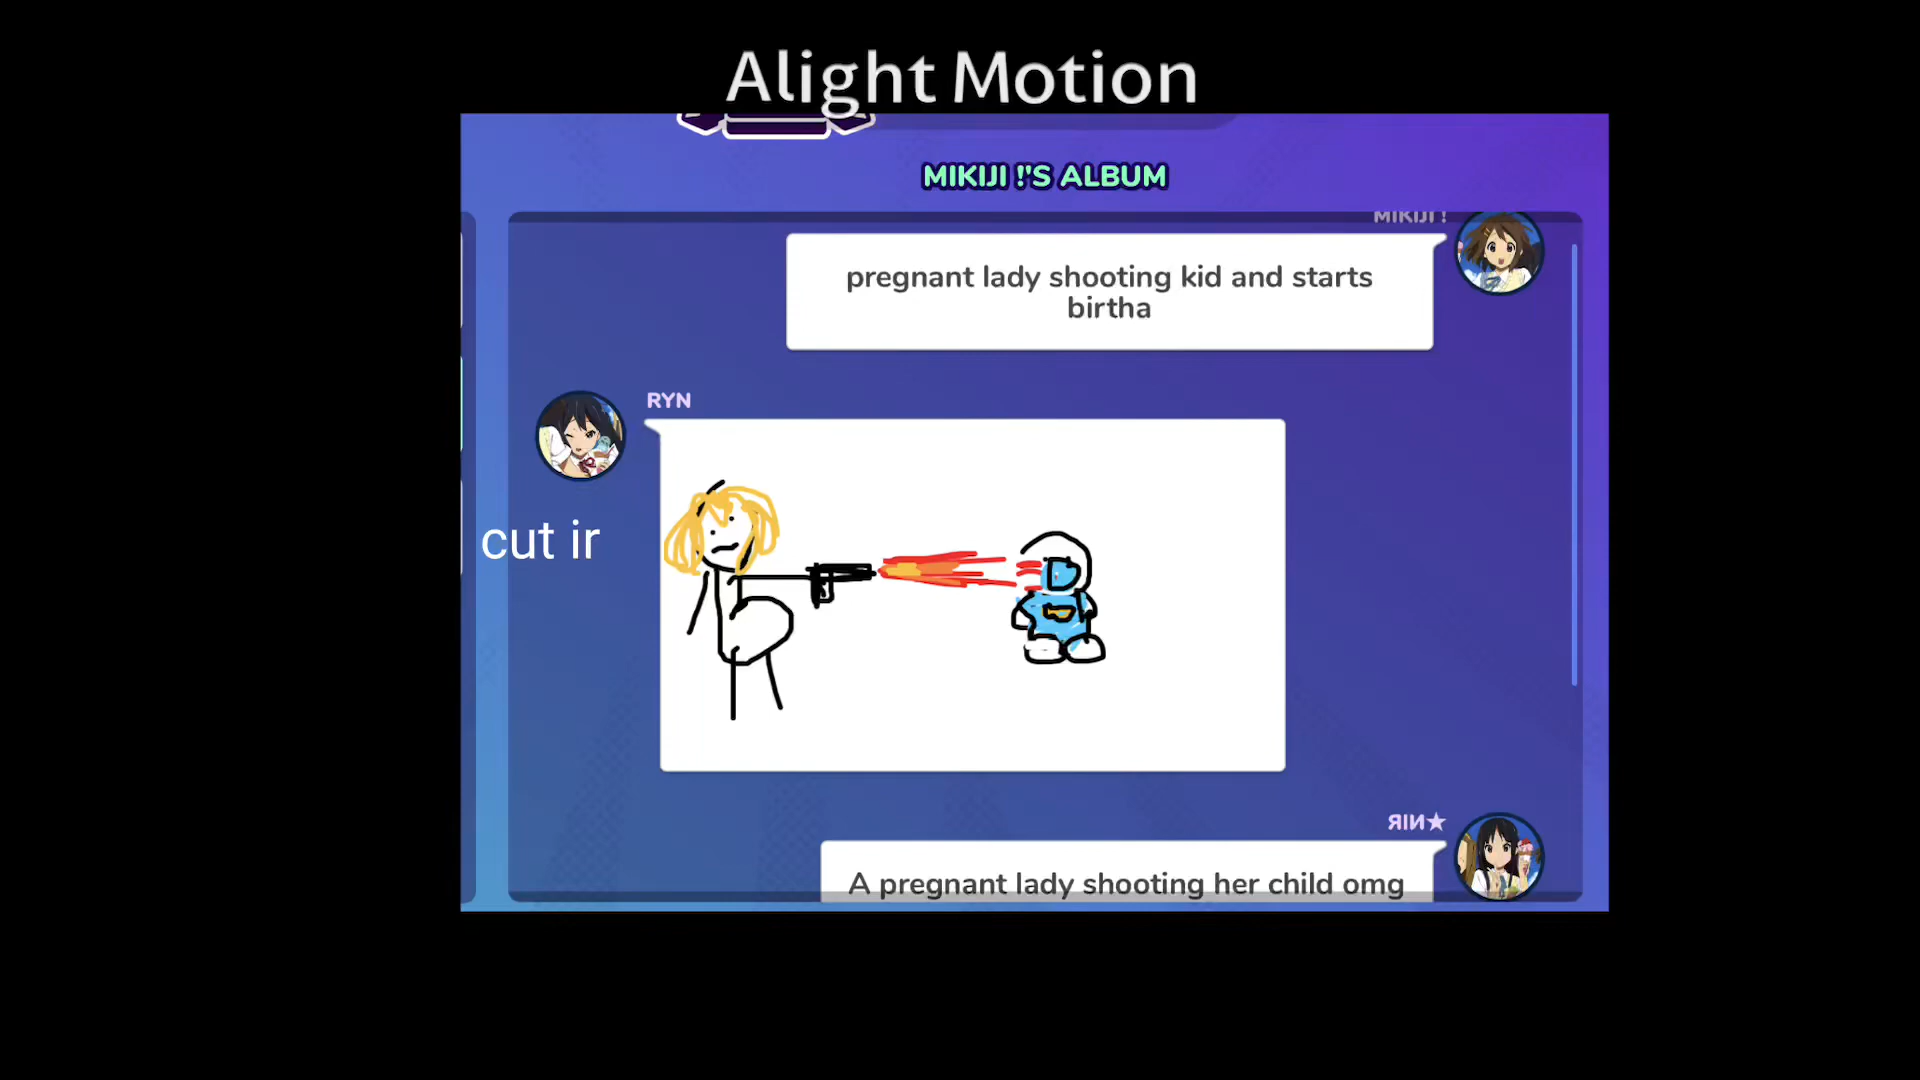 Alight Motion
MIKIJI !'S ALBUM
MIKIJI !
pregnant lady shooting kid and starts
birtha
RYN
cut ir
ЯIИ★
A pregnant lady shooting her child omg